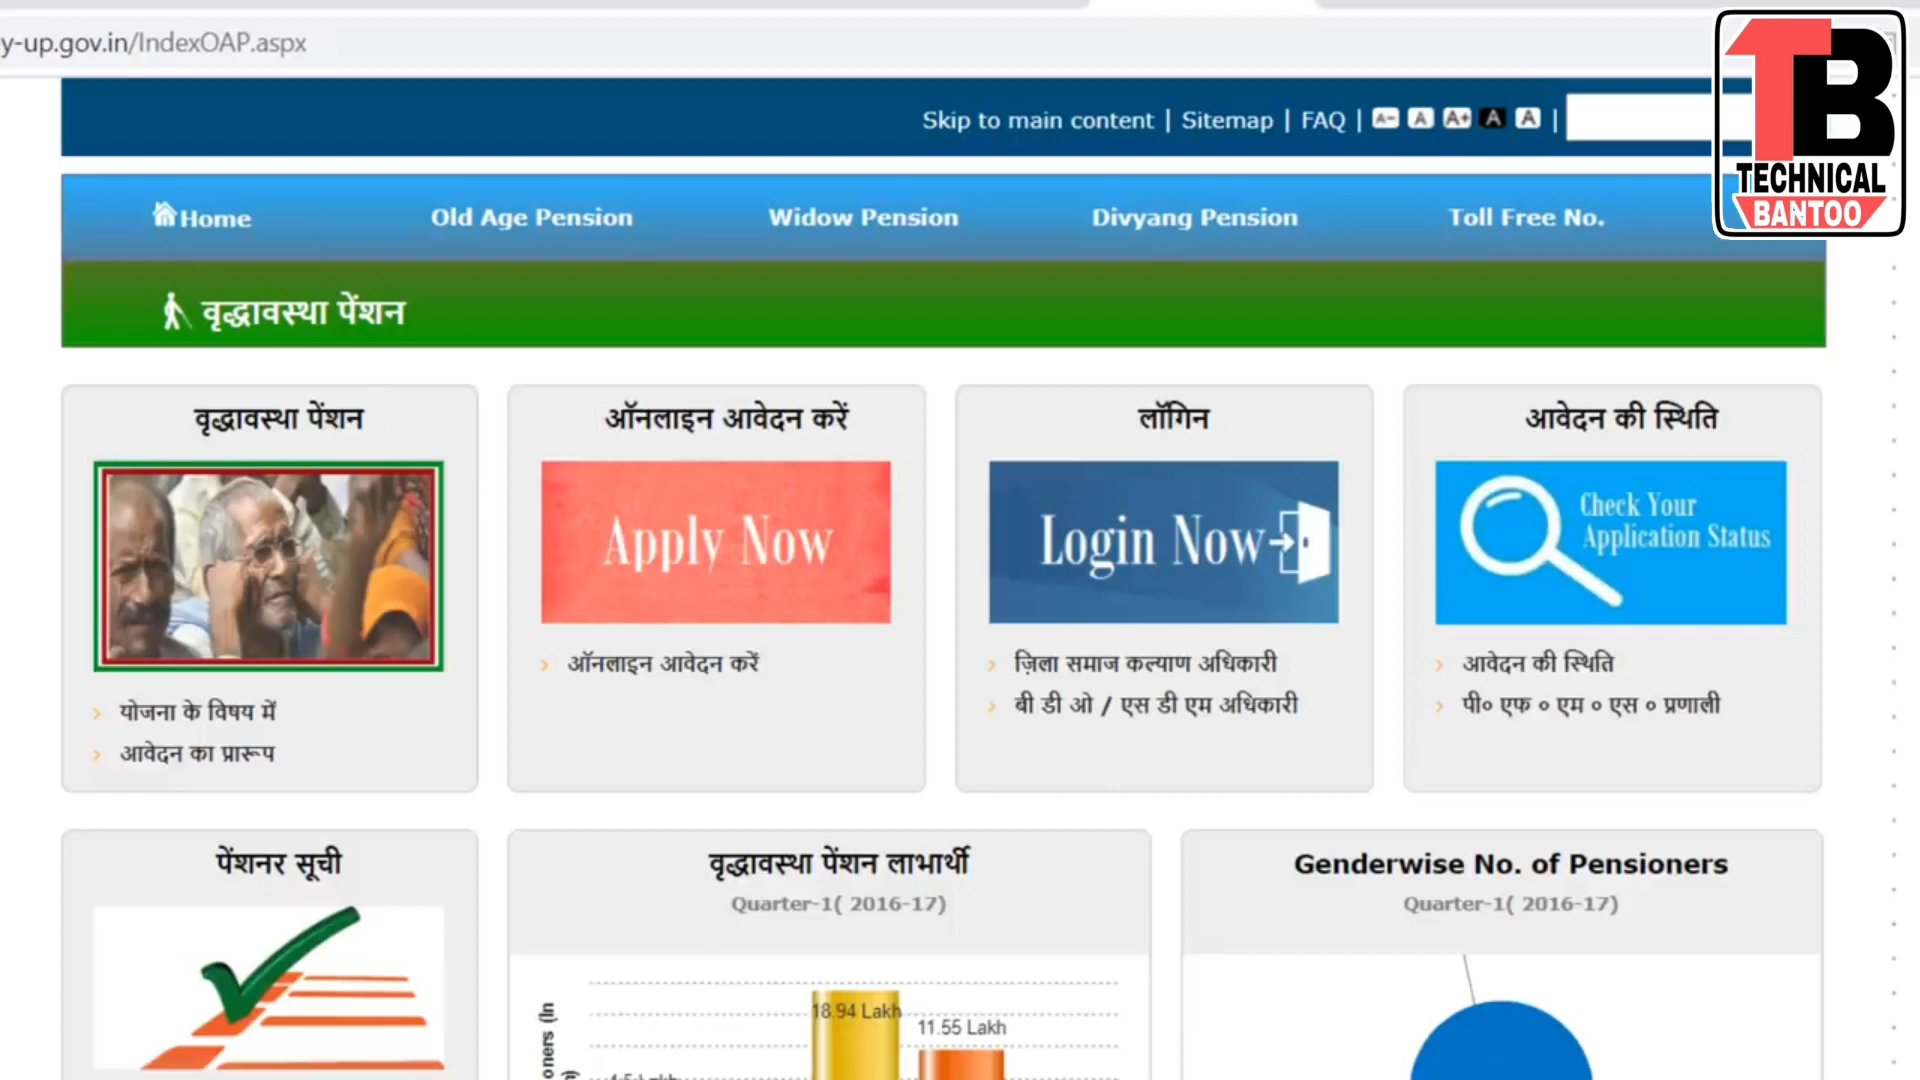 y-up.gov.in/IndexOAP.aspx
TB
TECHNICAL
BANTOO
Skip to main content | Sitemap | FAQ | A- A A+ A A |
Home
Old Age Pension
Widow Pension
Divyang Pension
Toll Free No.
वृद्धावस्था पेंशन
वृद्धावस्था पेंशन
योजना के विषय में
आवेदन का प्रारूप
ऑनलाइन आवेदन करें
Apply Now
ऑनलाइन आवेदन करें
लॉगिन
Login Now
ज़िला समाज कल्याण अधिकारी
बी डी ओ / एस डी एम अधिकारी
आवेदन की स्थिति
Check Your
Application Status
आवेदन की स्थिति
पी० एफ ० एम ० एस ० प्रणाली
पेंशनर सूची
वृद्धावस्था पेंशन लाभार्थी
Quarter-1( 2016-17)
18.94 Lakh
11.55 Lakh
oners (In
Genderwise No. of Pensioners
Quarter-1( 2016-17)